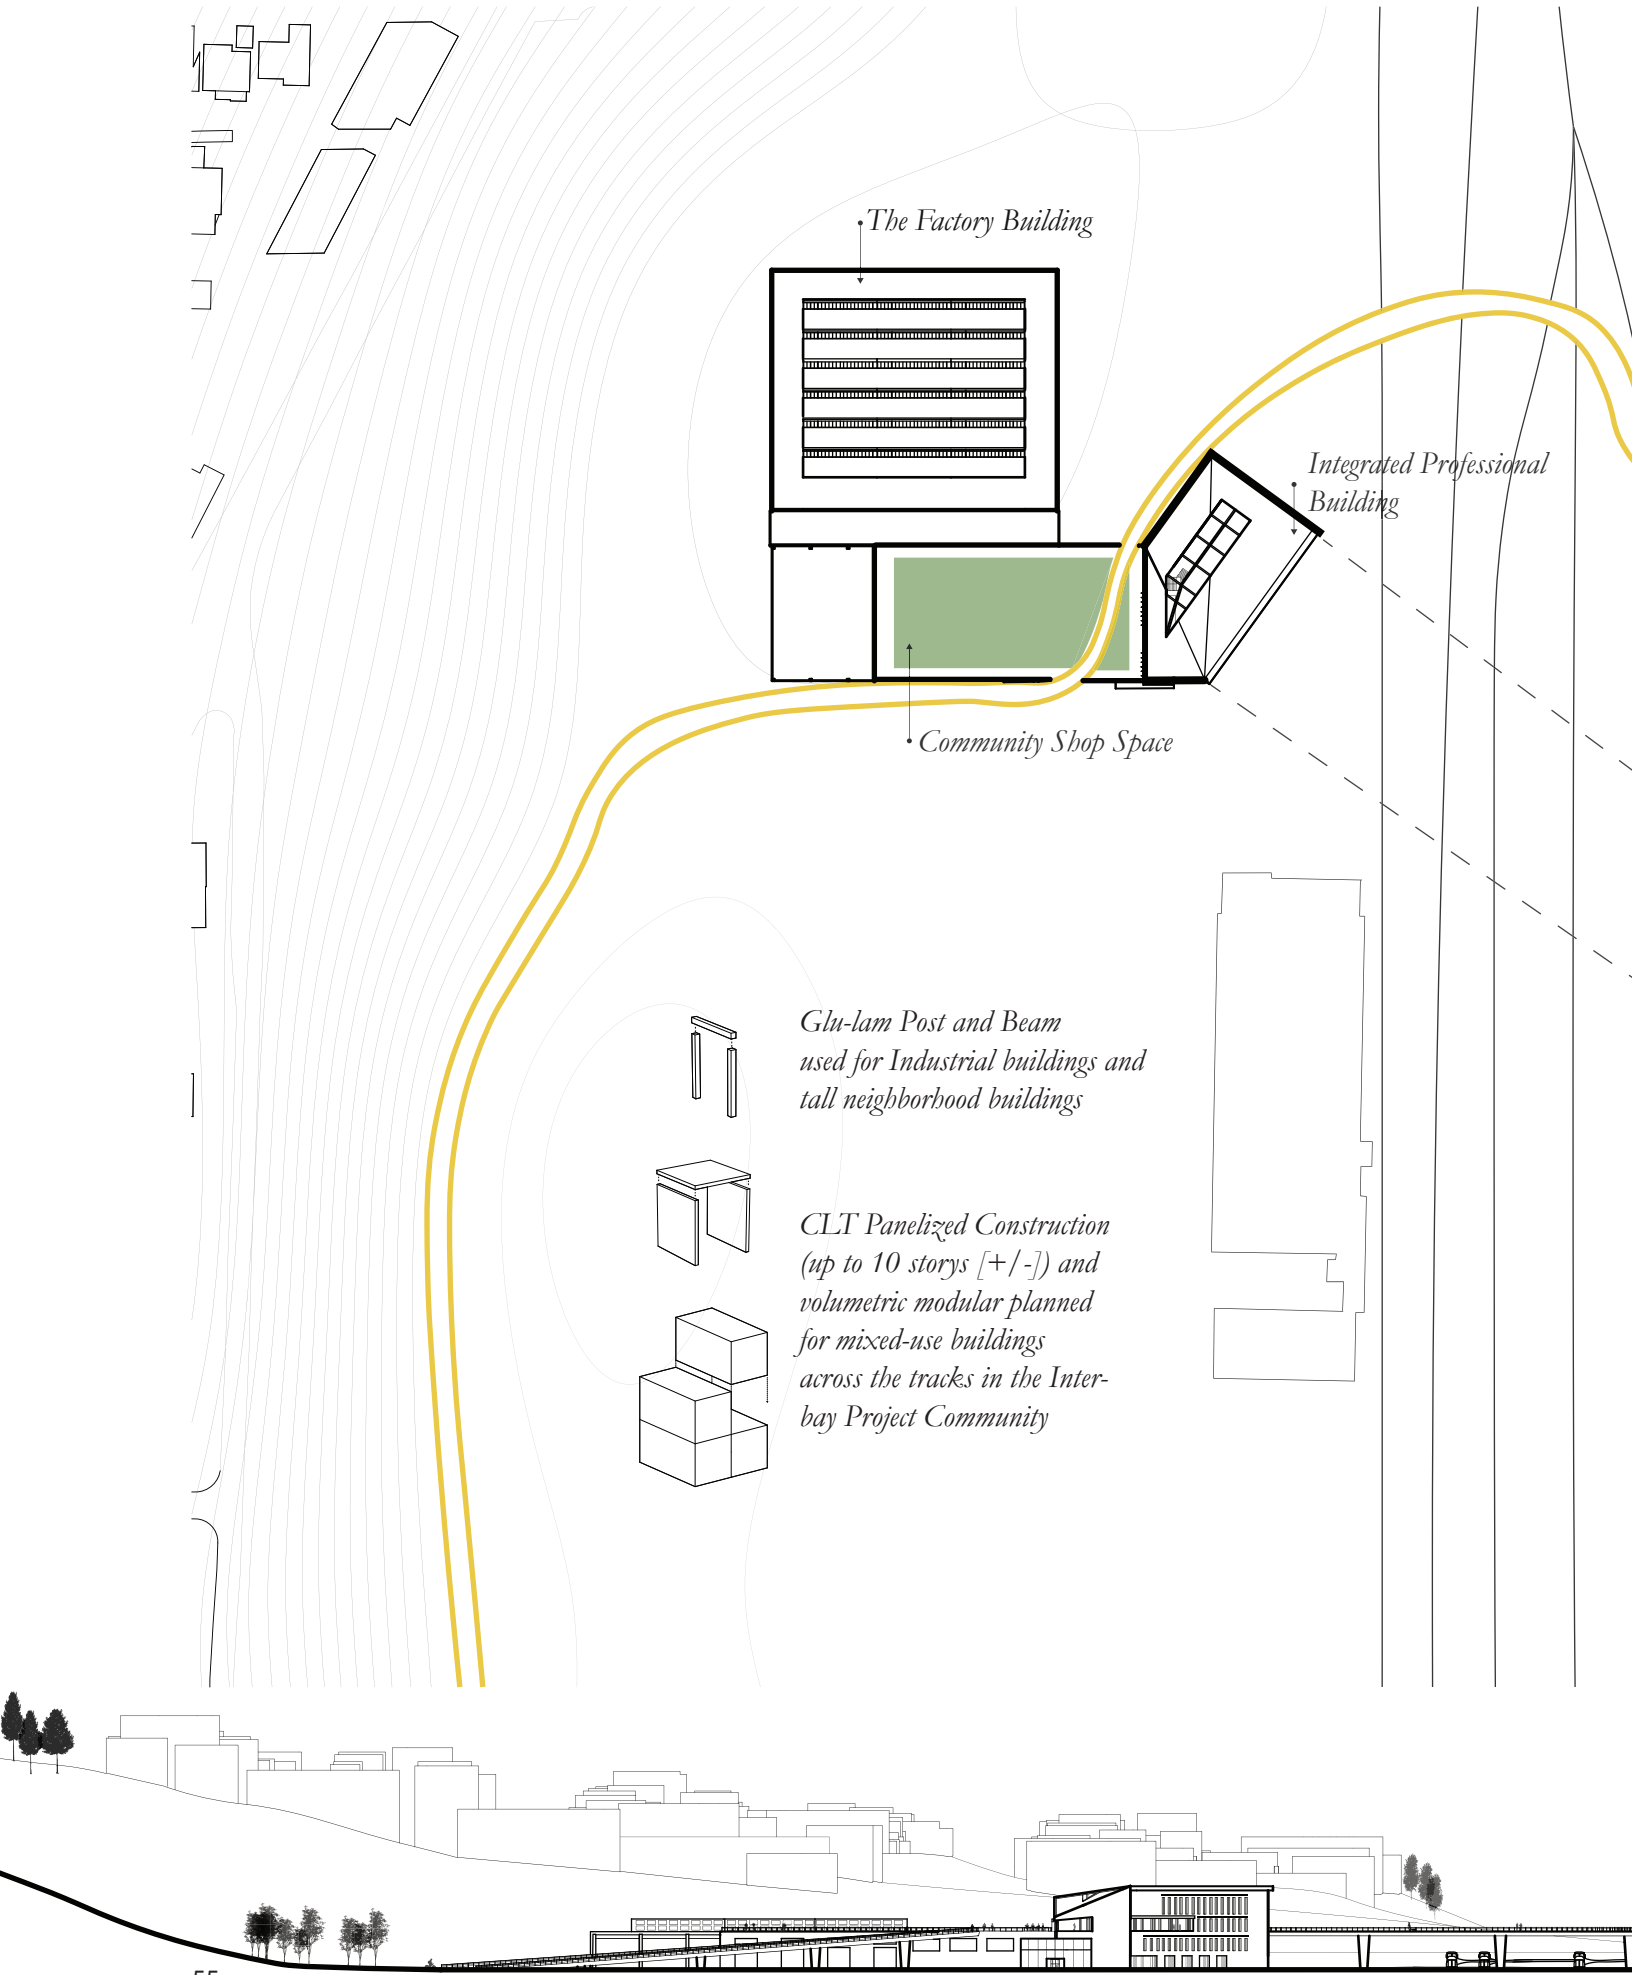 The Factory Building
Integrated Professional
Building
Community Shop Space
Glu-lam Post and Beam
used for Industrial buildings and
tall neighborhood buildings
CLT Panelized Construction
(up to 10 storys [+/-]) and
volumetric modular planned
for mixed-use buildings
across the tracks in the Inter-
bay Project Community
55